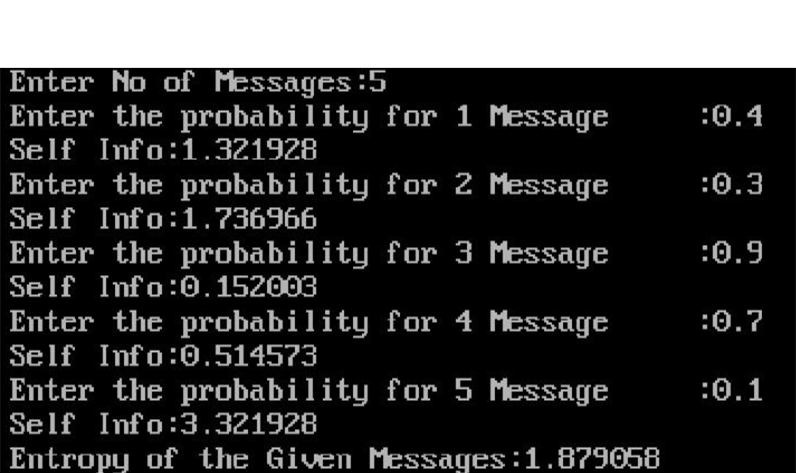 Enter No of Messages:5
Enter the probability for 1 Message :0.4
Self Info:1.321928
Enter the probability for 2 Message :0.3
Self Info:1.736966
Enter the probability for 3 Message :0.9
Self Info:0.152003
Enter the probability for 4 Message :0.7
Self Info:0.514573
Enter the probability for 5 Message :0.1
Self Info:3.321928
Entropy of the Given Messages:1.879058